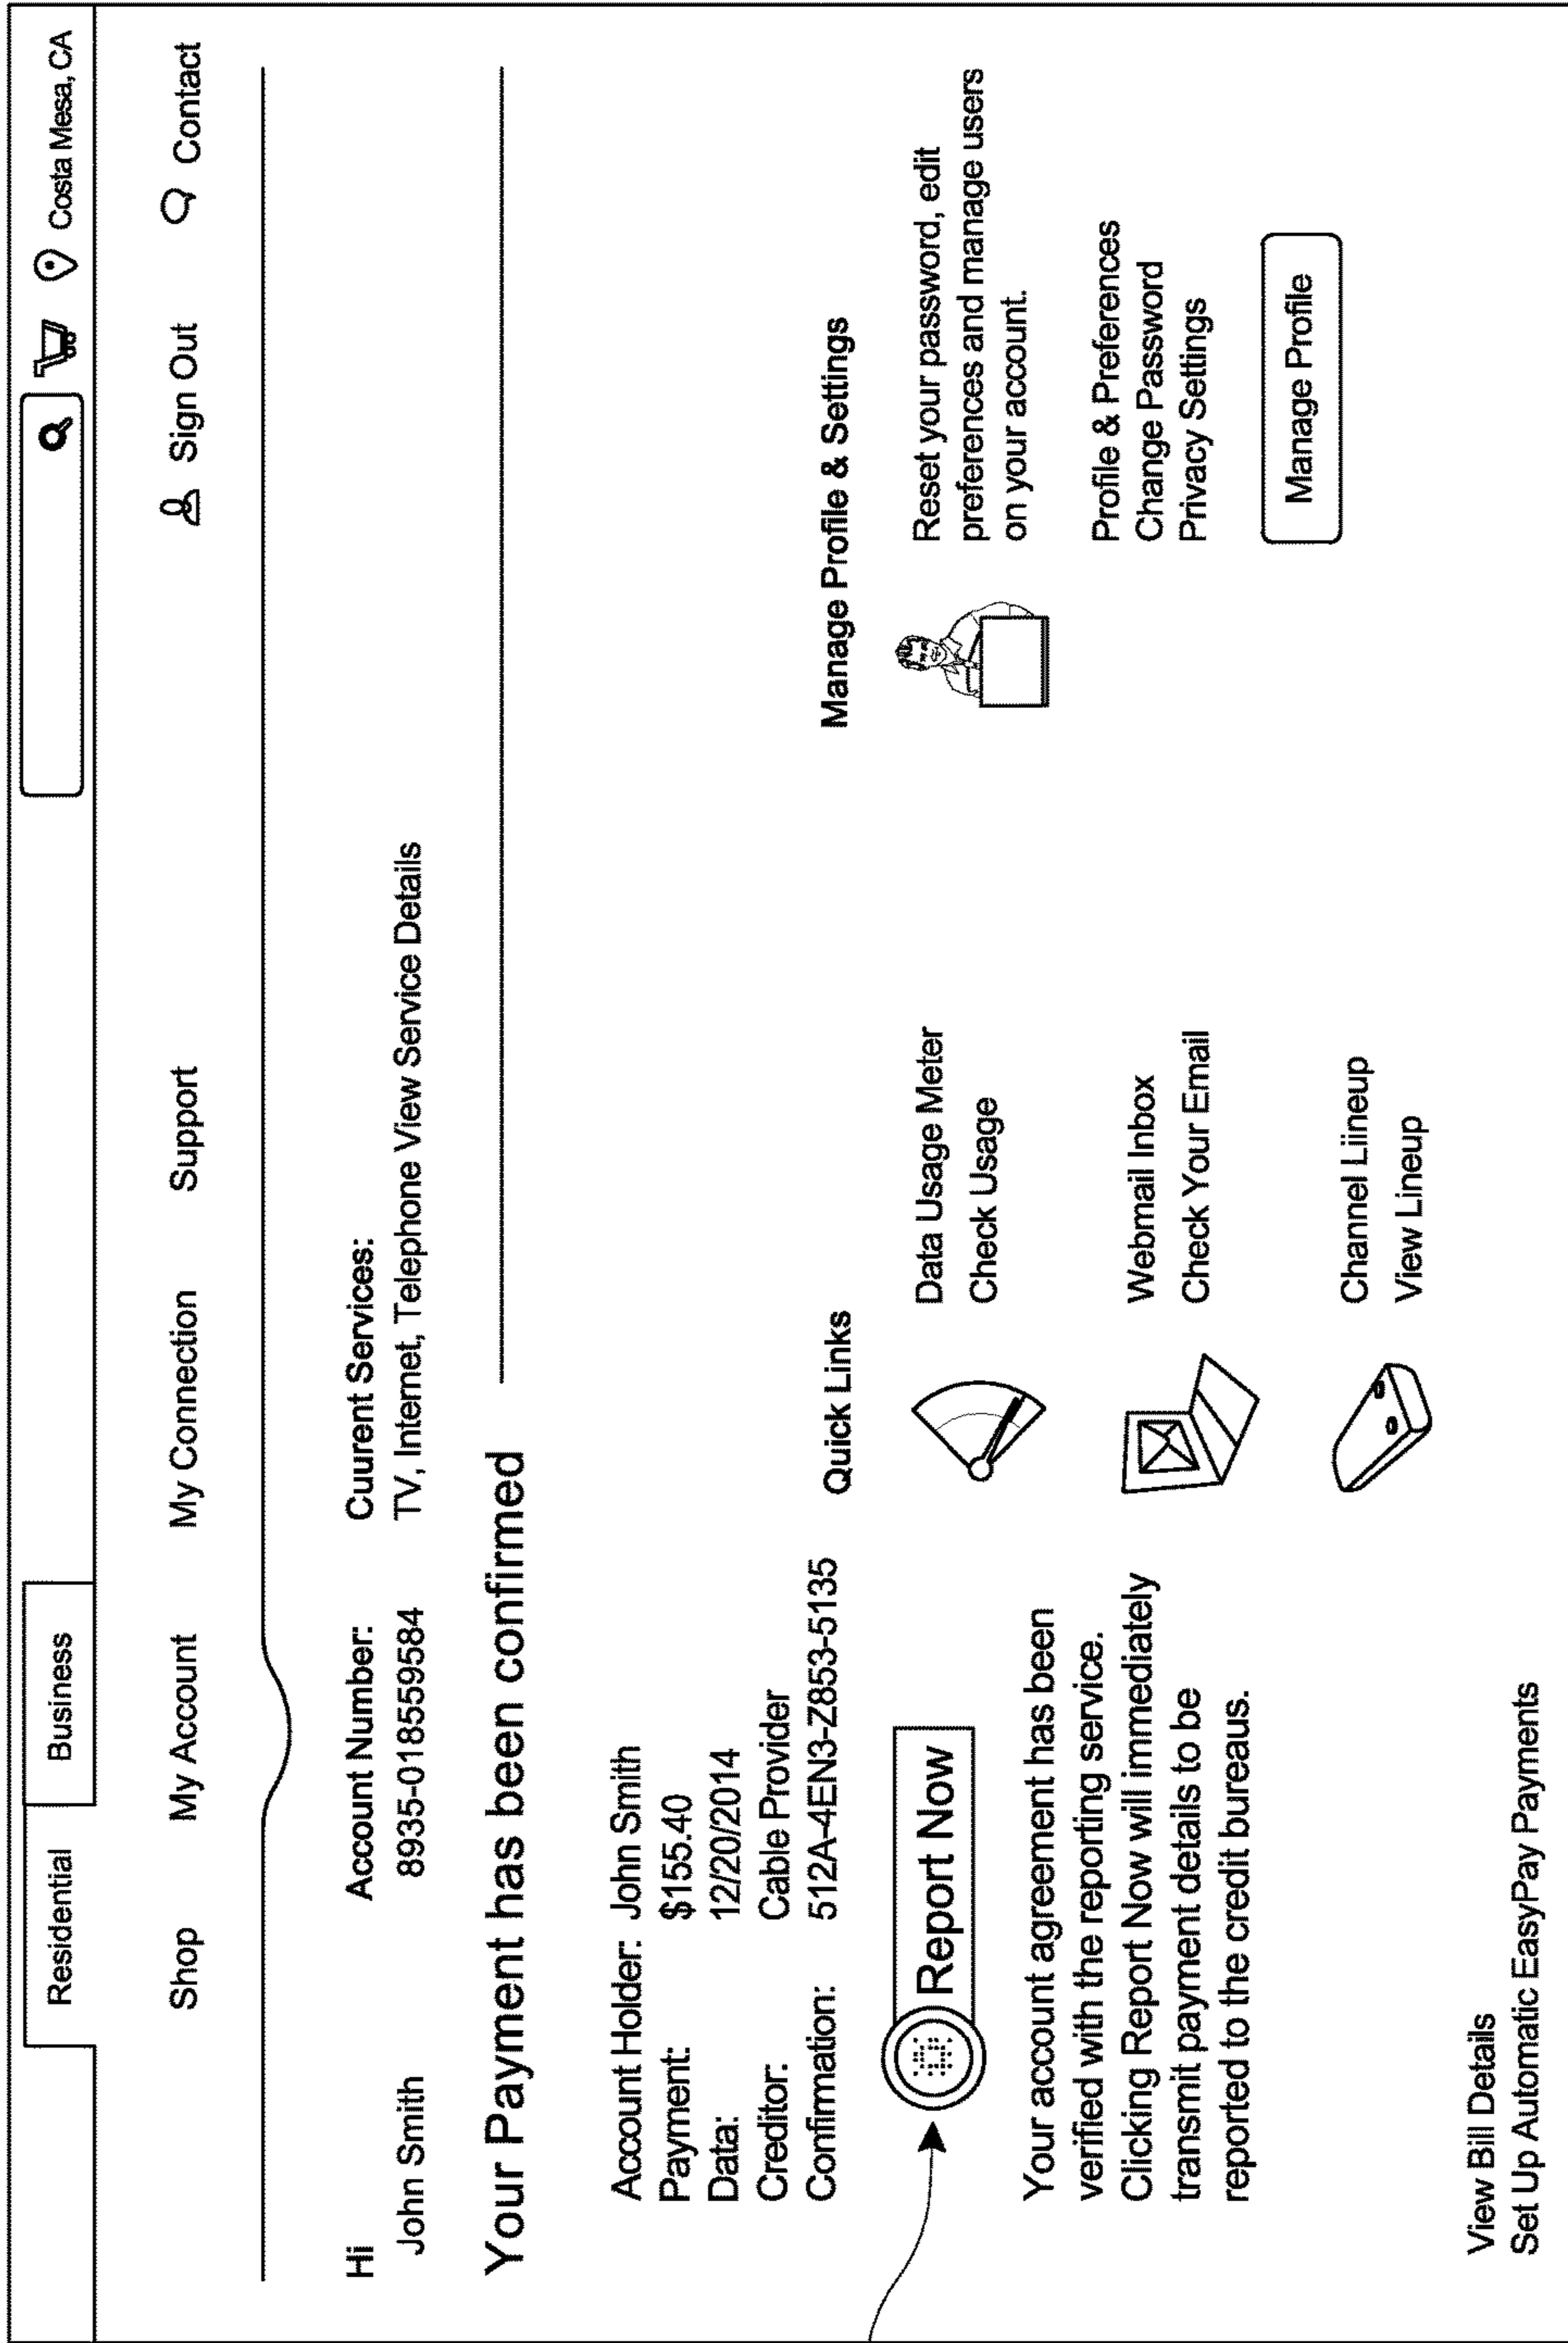 Residential
Business
Costa Mesa, CA
Shop
My Account
My Connection
Support
Sign Out
Contact
Hi
John Smith
Account Number:
8935-018559584
Cuurent Services:
TV, Internet, Telephone View Service Details
Your Payment has been confirmed
Account Holder: John Smith
Payment: $155.40
Data: 12/20/2014
Creditor: Cable Provider
Confirmation: 512A-4EN3-Z853-5135
Report Now
Your account agreement has been
verified with the reporting service.
Clicking Report Now will immediately
transmit payment details to be
reported to the credit bureaus.
View Bill Details
Set Up Automatic EasyPay Payments
Quick Links
Data Usage Meter
Check Usage
Webmail Inbox
Check Your Email
Channel Liineup
View Lineup
Manage Profile & Settings
Reset your password, edit
preferences and manage users
on your account.
Profile & Preferences
Change Password
Privacy Settings
Manage Profile